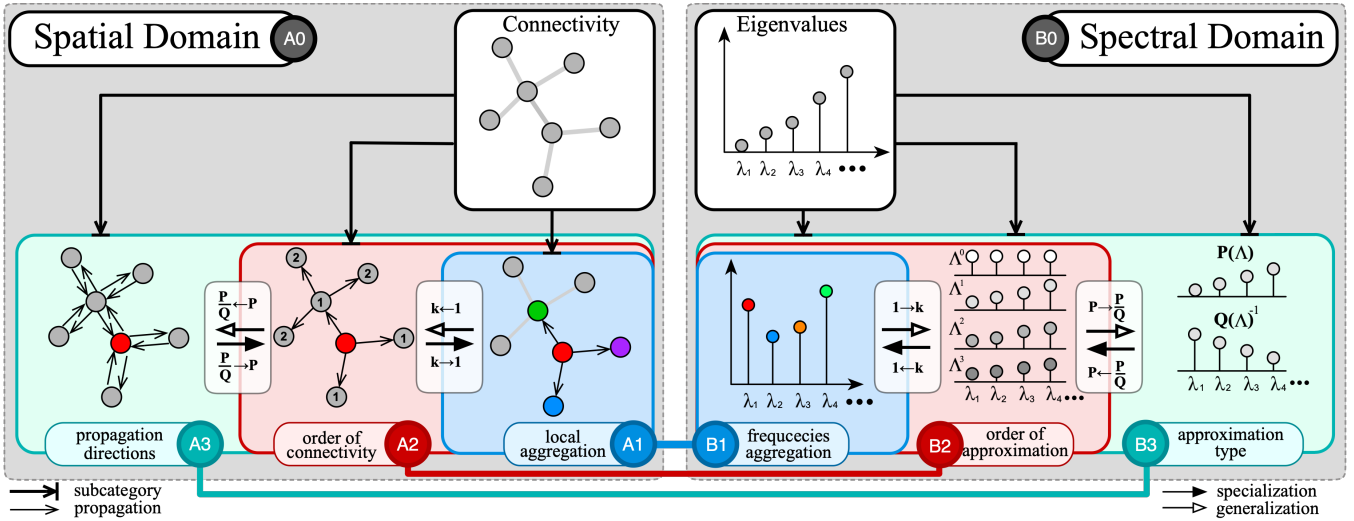 Spatial Domain A0
Connectivity
Eigenvalues
B0 Spectral Domain
λ₁ λ₂ λ₃ λ₄ •••
P/Q←P
P/Q→P
2
2
1
2
1
1
k←1
k→1
λ₁ λ₂ λ₃ λ₄ •••
1→k
1←k
Λ⁰
Λ¹
Λ²
Λ³
λ₁ λ₂ λ₃ λ₄ •••
P→P/Q
P←P/Q
P(Λ)
Q(Λ)⁻¹
λ₁ λ₂ λ₃ λ₄ •••
propagation
directions
A3
order of
connectivity
A2
local
aggregation
A1
B1
frequcecies
aggregation
B2
order of
approximation
B3
approximation
type
subcategory
propagation
specialization
generalization